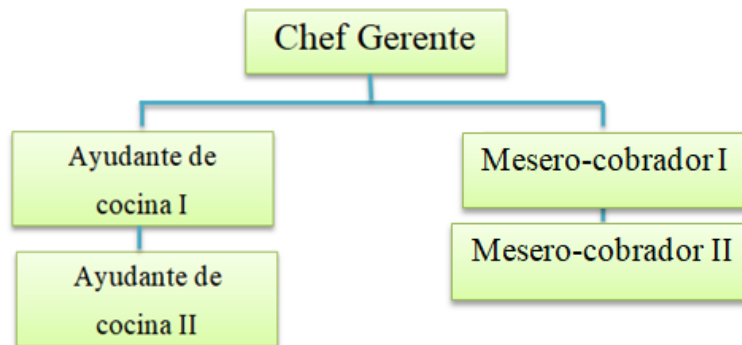 Chef Gerente
Ayudante de
cocina I
Mesero-cobrador I
Ayudante de
cocina II
Mesero-cobrador II